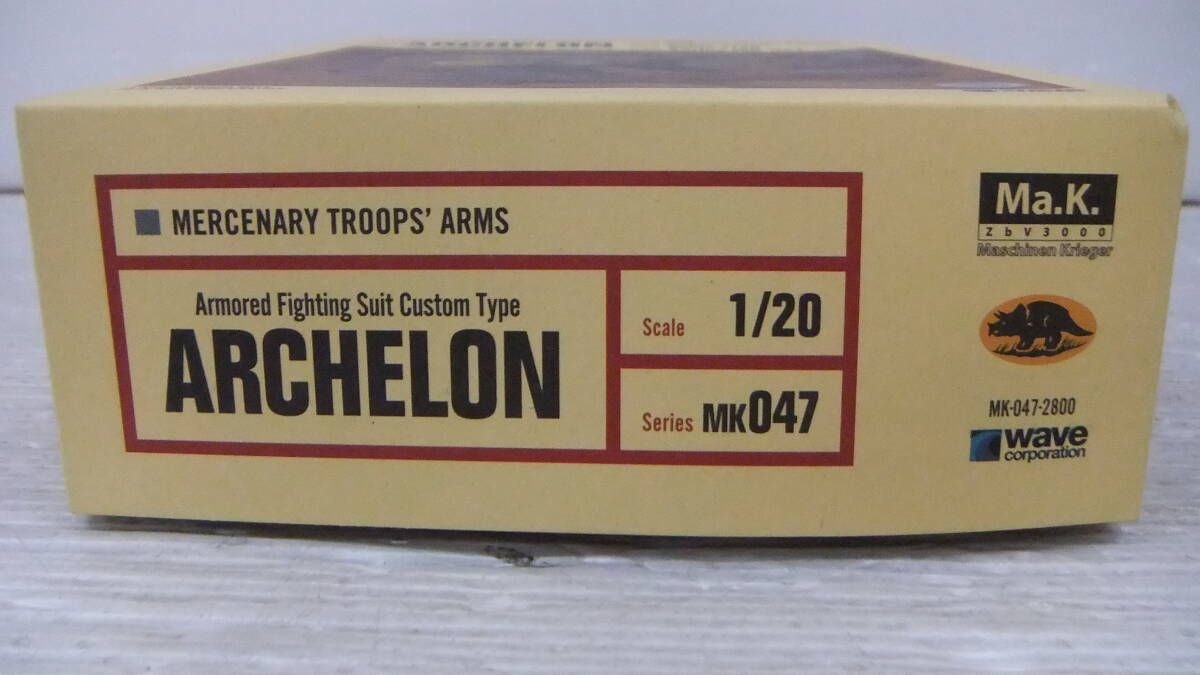 ARCHELON
MERCENARY TROOPS' ARMS
Armored Fighting Suit Custom Type
ARCHELON
Scale 1/20
Series MK047
Ma.K.
ZbV3000
Maschinen Krieger
MK-047-2800
wave
corporation